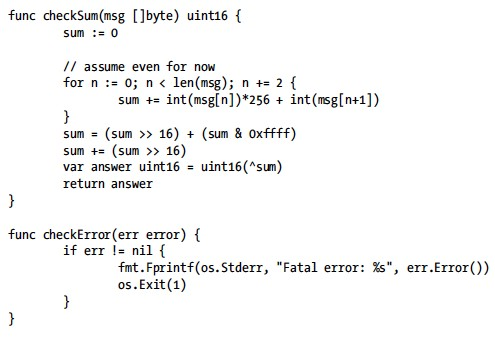 func checkSum(msg []byte) uint16 {
        sum := 0

        // assume even for now
        for n := 0; n < len(msg); n += 2 {
                sum += int(msg[n])*256 + int(msg[n+1])
        }
        sum = (sum >> 16) + (sum & 0xffff)
        sum += (sum >> 16)
        var answer uint16 = uint16(^sum)
        return answer
}

func checkError(err error) {
        if err != nil {
                fmt.Fprintf(os.Stderr, "Fatal error: %s", err.Error())
                os.Exit(1)
        }
}